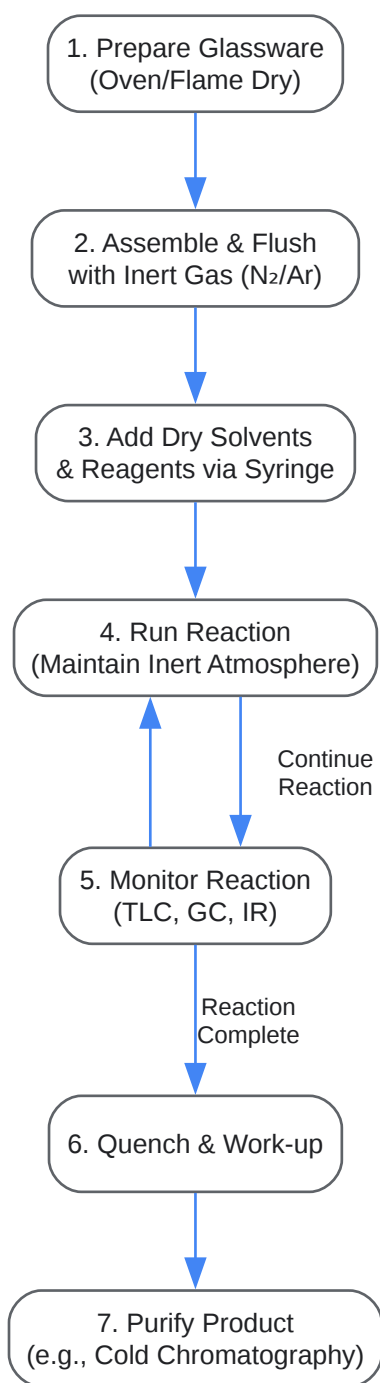 1. Prepare Glassware
(Oven/Flame Dry)
2. Assemble & Flush
with Inert Gas (N₂/Ar)
3. Add Dry Solvents
& Reagents via Syringe
4. Run Reaction
(Maintain Inert Atmosphere)
Continue
Reaction
5. Monitor Reaction
(TLC, GC, IR)
Reaction
Complete
6. Quench & Work-up
7. Purify Product
(e.g., Cold Chromatography)